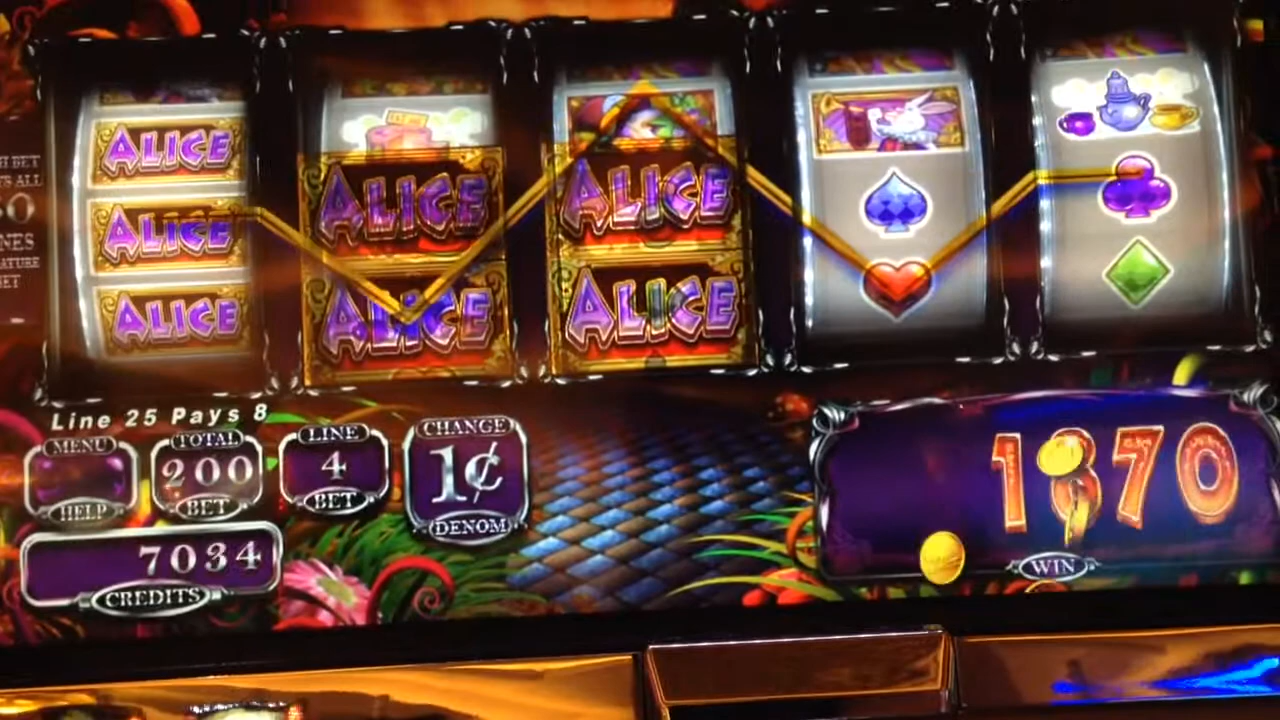 ALICE
ALICE ALICE ALICE
ALICE ALICE ALICE
Line 25 Pays 8
MENU
HELP
TOTAL
200
BET
LINE
4
BET
CHANGE
1¢
DENOM
7034
CREDITS
WIN